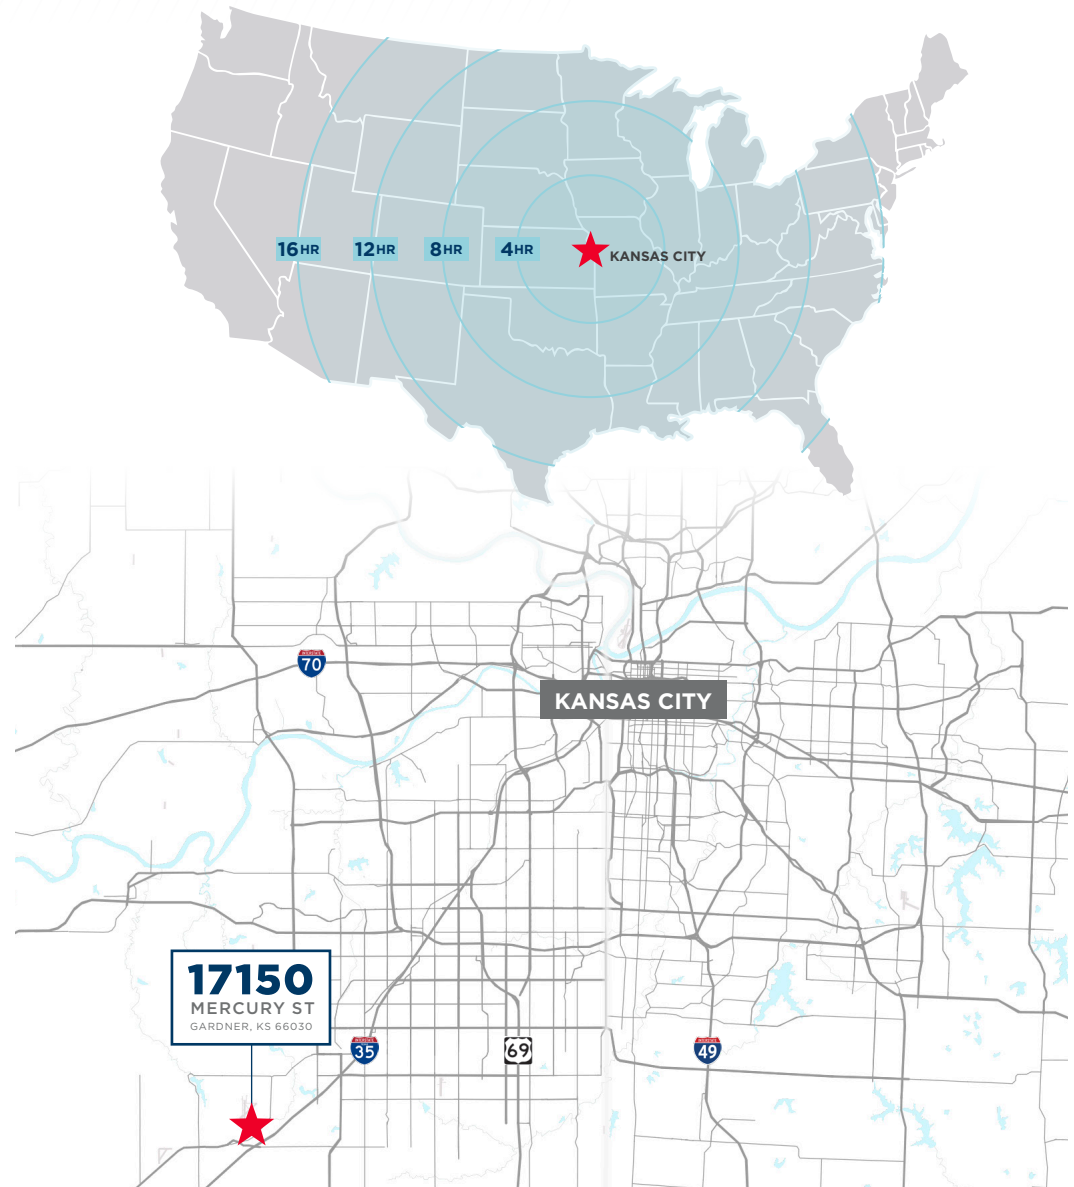 16HR
12HR
8HR
4HR
KANSAS CITY
70
KANSAS CITY
17150
MERCURY ST
GARDNER, KS 66030
35
69
49